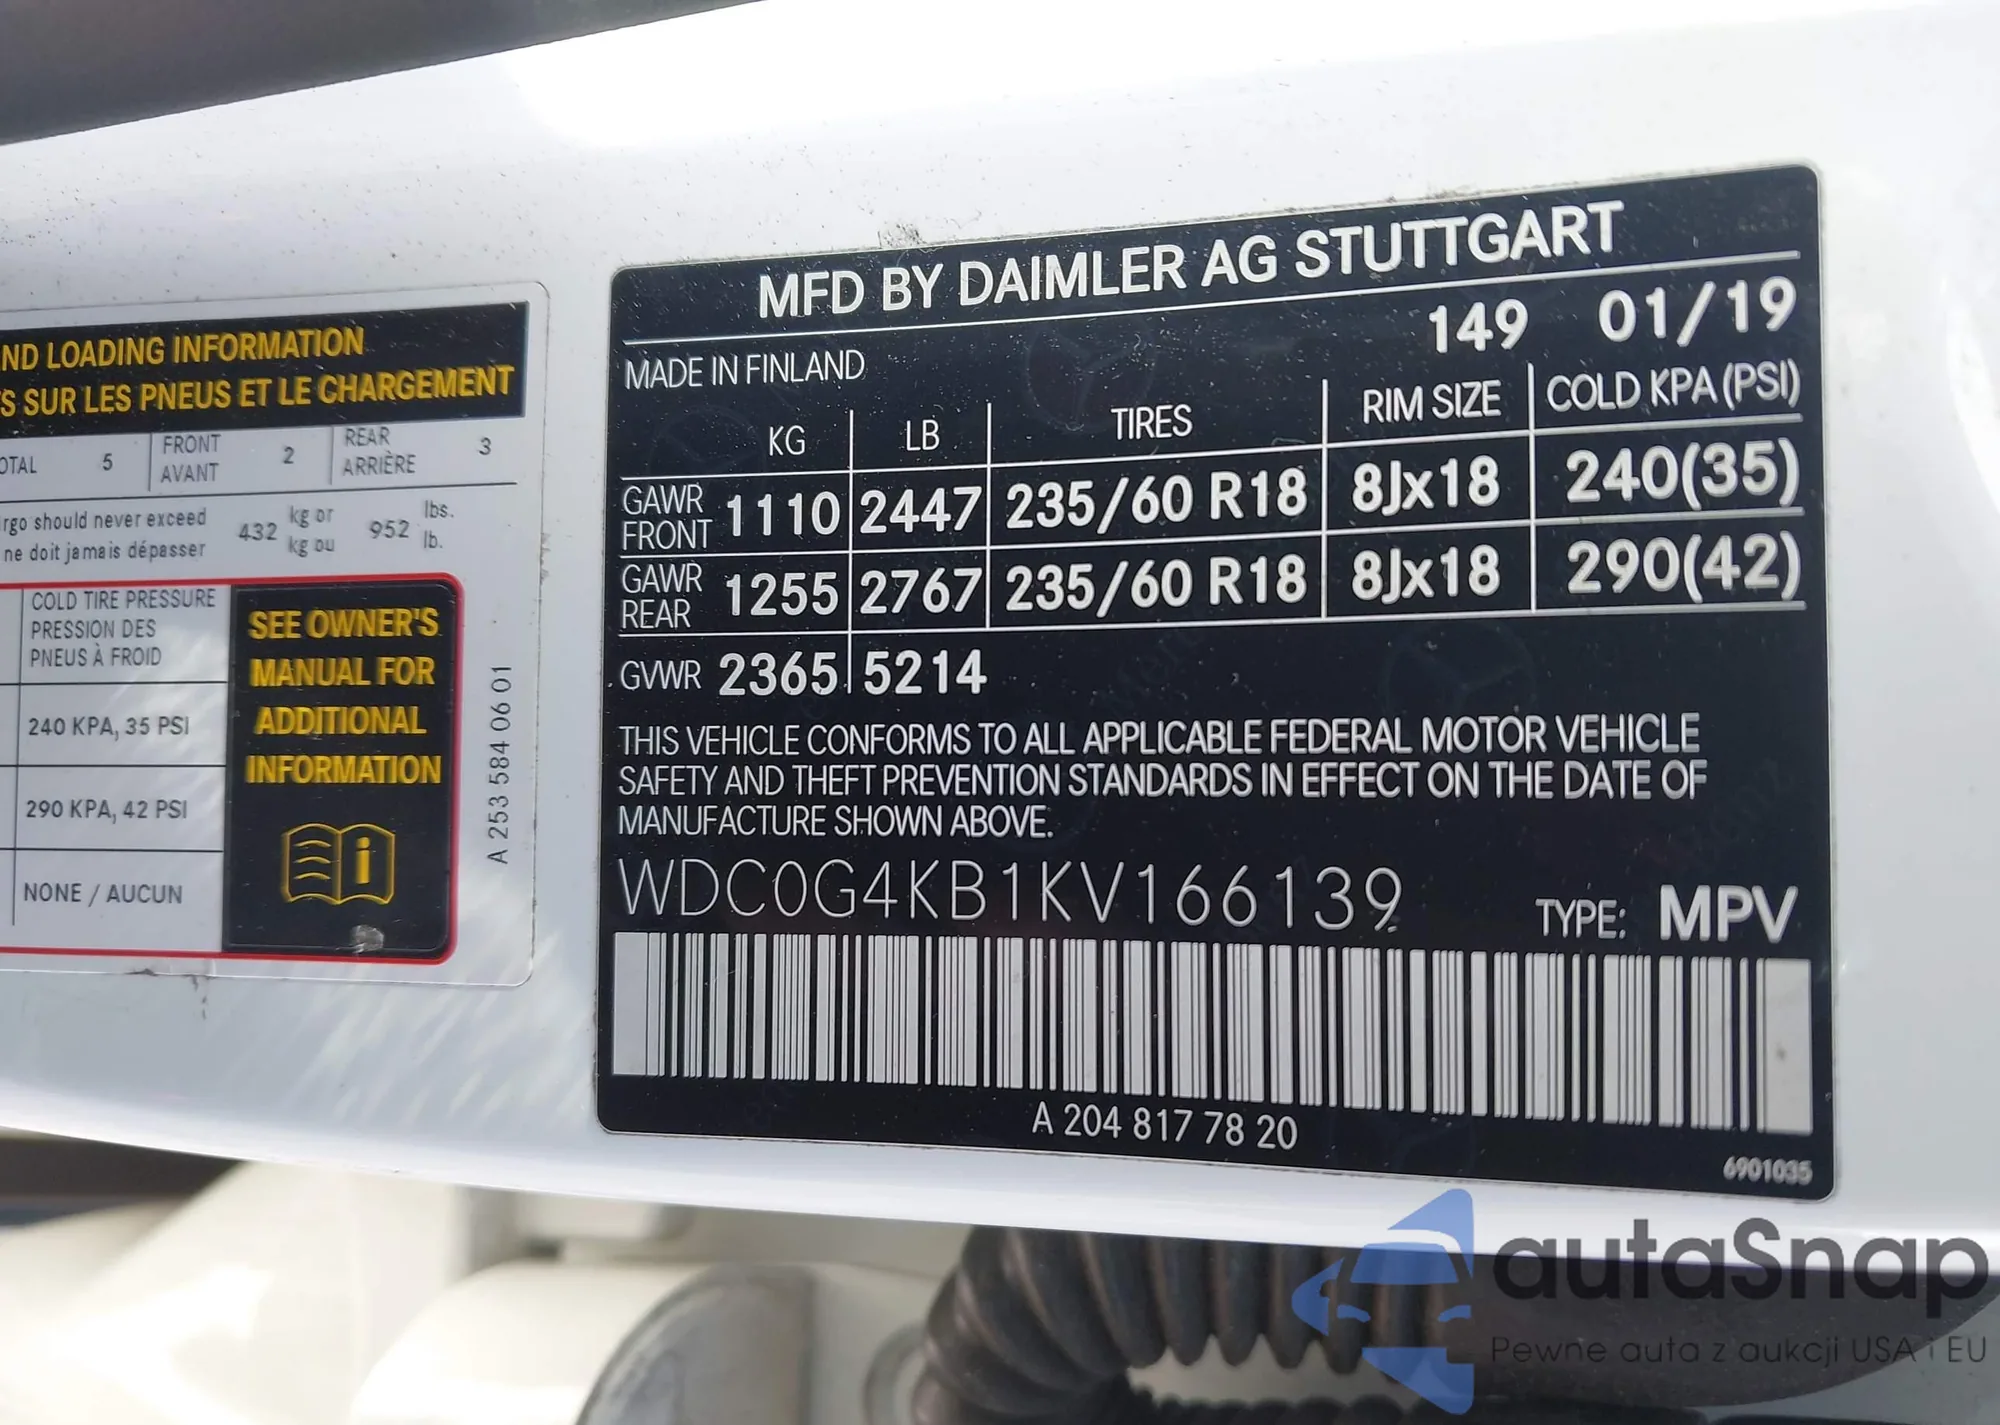 ND LOADING INFORMATION
S SUR LES PNEUS ET LE CHARGEMENT
OTAL 5 FRONT AVANT 2 REAR ARRIÈRE 3
rgo should never exceed 432 kg or 952 lbs.
ne doit jamais dépasser kg ou lb.
COLD TIRE PRESSURE
PRESSION DES
PNEUS À FROID
240 KPA, 35 PSI
290 KPA, 42 PSI
NONE / AUCUN
SEE OWNER'S
MANUAL FOR
ADDITIONAL
INFORMATION
i
A 253 584 06 01
MFD BY DAIMLER AG STUTTGART
MADE IN FINLAND 149 01/19
KG LB TIRES RIM SIZE COLD KPA (PSI)
GAWR FRONT 1110 2447 235/60 R18 8Jx18 240(35)
GAWR REAR 1255 2767 235/60 R18 8Jx18 290(42)
GVWR 2365 5214
THIS VEHICLE CONFORMS TO ALL APPLICABLE FEDERAL MOTOR VEHICLE
SAFETY AND THEFT PREVENTION STANDARDS IN EFFECT ON THE DATE OF
MANUFACTURE SHOWN ABOVE.
WDC0G4KB1KV166139 TYPE: MPV
A 204 817 78 20
6901035
autaSnap
Pewne auta z aukcji USA i EU